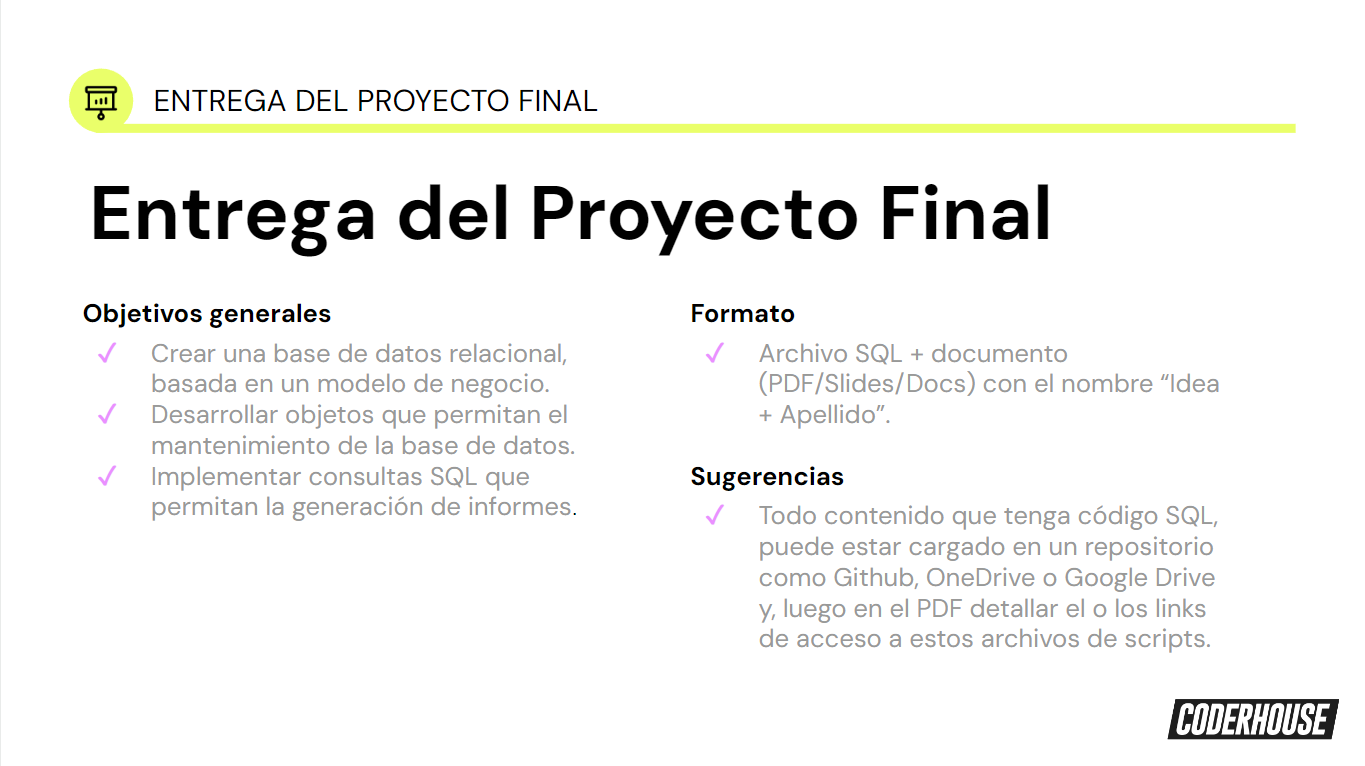 ENTREGA DEL PROYECTO FINAL
Entrega del Proyecto Final
Objetivos generales
✓ Crear una base de datos relacional,
basada en un modelo de negocio.
✓ Desarrollar objetos que permitan el
mantenimiento de la base de datos.
✓ Implementar consultas SQL que
permitan la generación de informes.
Formato
✓ Archivo SQL + documento
(PDF/Slides/Docs) con el nombre “Idea
+ Apellido”.
Sugerencias
✓ Todo contenido que tenga código SQL,
puede estar cargado en un repositorio
como Github, OneDrive o Google Drive
y, luego en el PDF detallar el o los links
de acceso a estos archivos de scripts.
CODERHOUSE